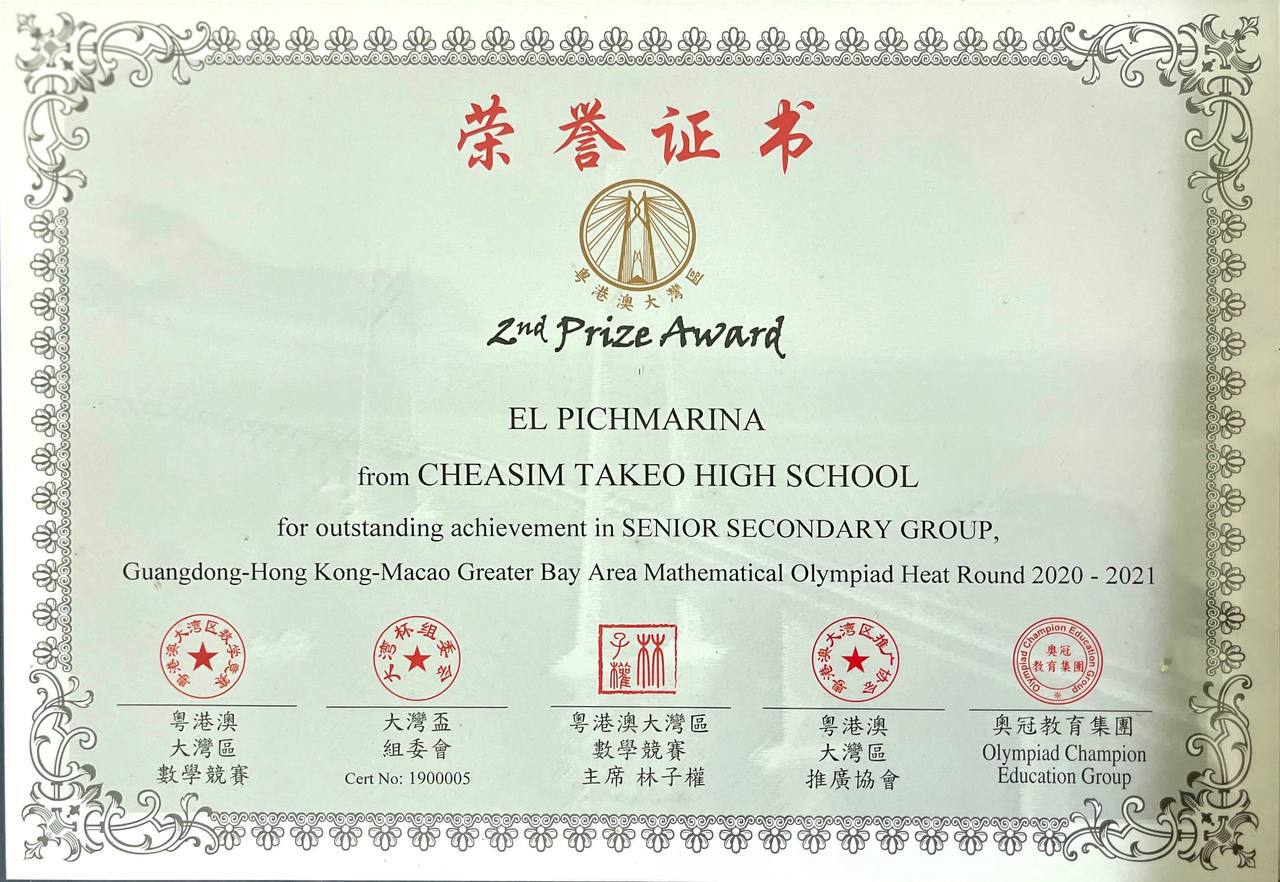 荣誉证书
粤港澳大灣區
2nd Prize Award
EL PICHMARINA
from CHEASIM TAKEO HIGH SCHOOL
for outstanding achievement in SENIOR SECONDARY GROUP,
Guangdong-Hong Kong-Macao Greater Bay Area Mathematical Olympiad Heat Round 2020 - 2021
粤港澳大湾区数学竞赛
粤港澳
大灣區
數學競賽
大湾杯组委会
大灣盃
組委會
Cert No: 1900005
林子權
粤港澳大灣區
數學競賽
主席 林子權
粤港澳大湾区推广协会
粤港澳
大灣區
推廣協會
Olympiad Champion Education Group
奥冠
教育集團
奧冠教育集團
Olympiad Champion
Education Group